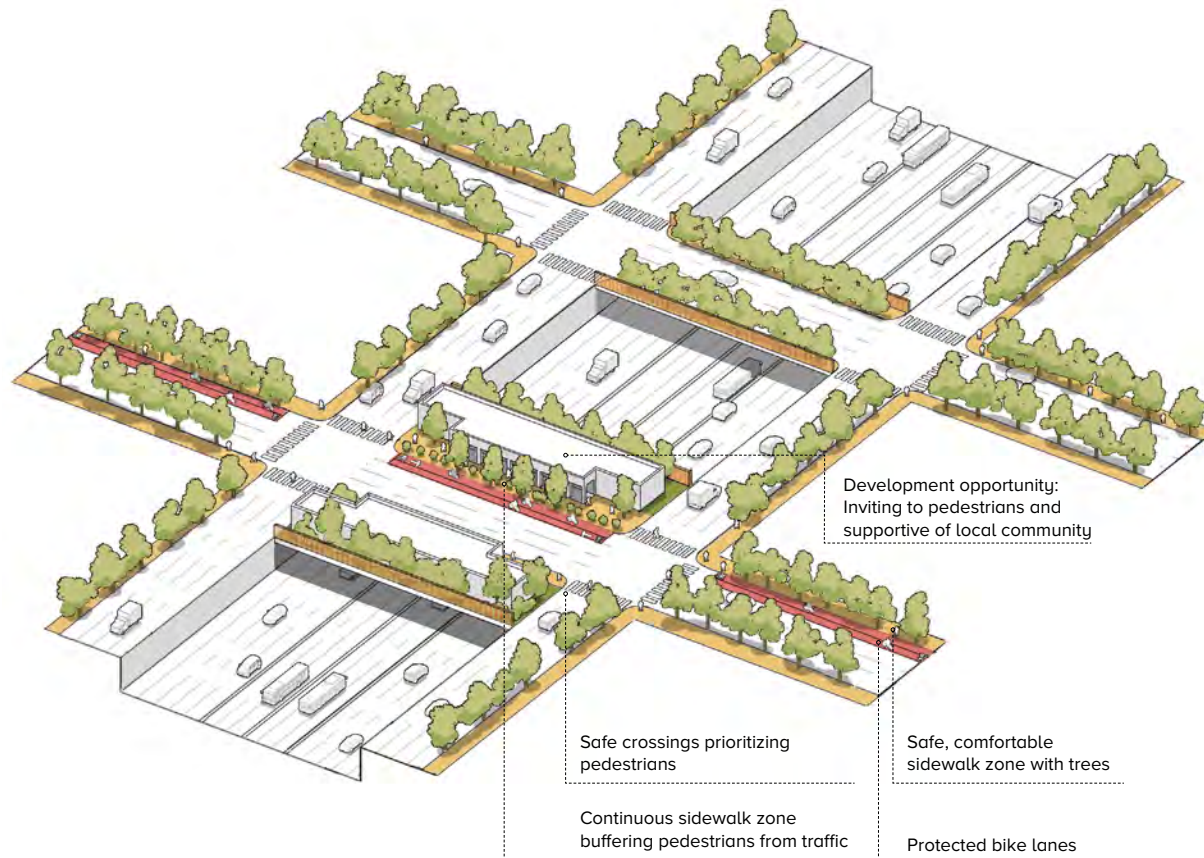 Development opportunity:
Inviting to pedestrians and
supportive of local community
Safe crossings prioritizing
pedestrians
Safe, comfortable
sidewalk zone with trees
Continuous sidewalk zone
buffering pedestrians from traffic
Protected bike lanes